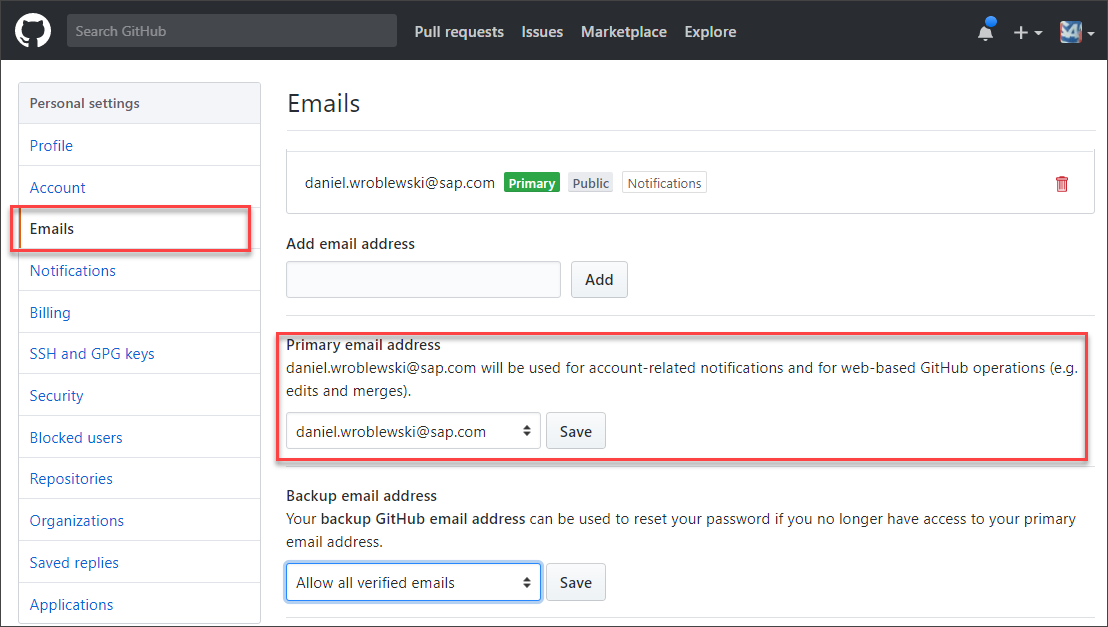 Search GitHub
Pull requests
Issues
Marketplace
Explore
Personal settings
Profile
Account
Emails
Notifications
Billing
SSH and GPG keys
Security
Blocked users
Repositories
Organizations
Saved replies
Applications
Emails
daniel.wroblewski@sap.com Primary Public Notifications
Add email address
Add
Primary email address
daniel.wroblewski@sap.com will be used for account-related notifications and for web-based GitHub operations (e.g.
edits and merges).
daniel.wroblewski@sap.com Save
Backup email address
Your backup GitHub email address can be used to reset your password if you no longer have access to your primary
email address.
Allow all verified emails Save